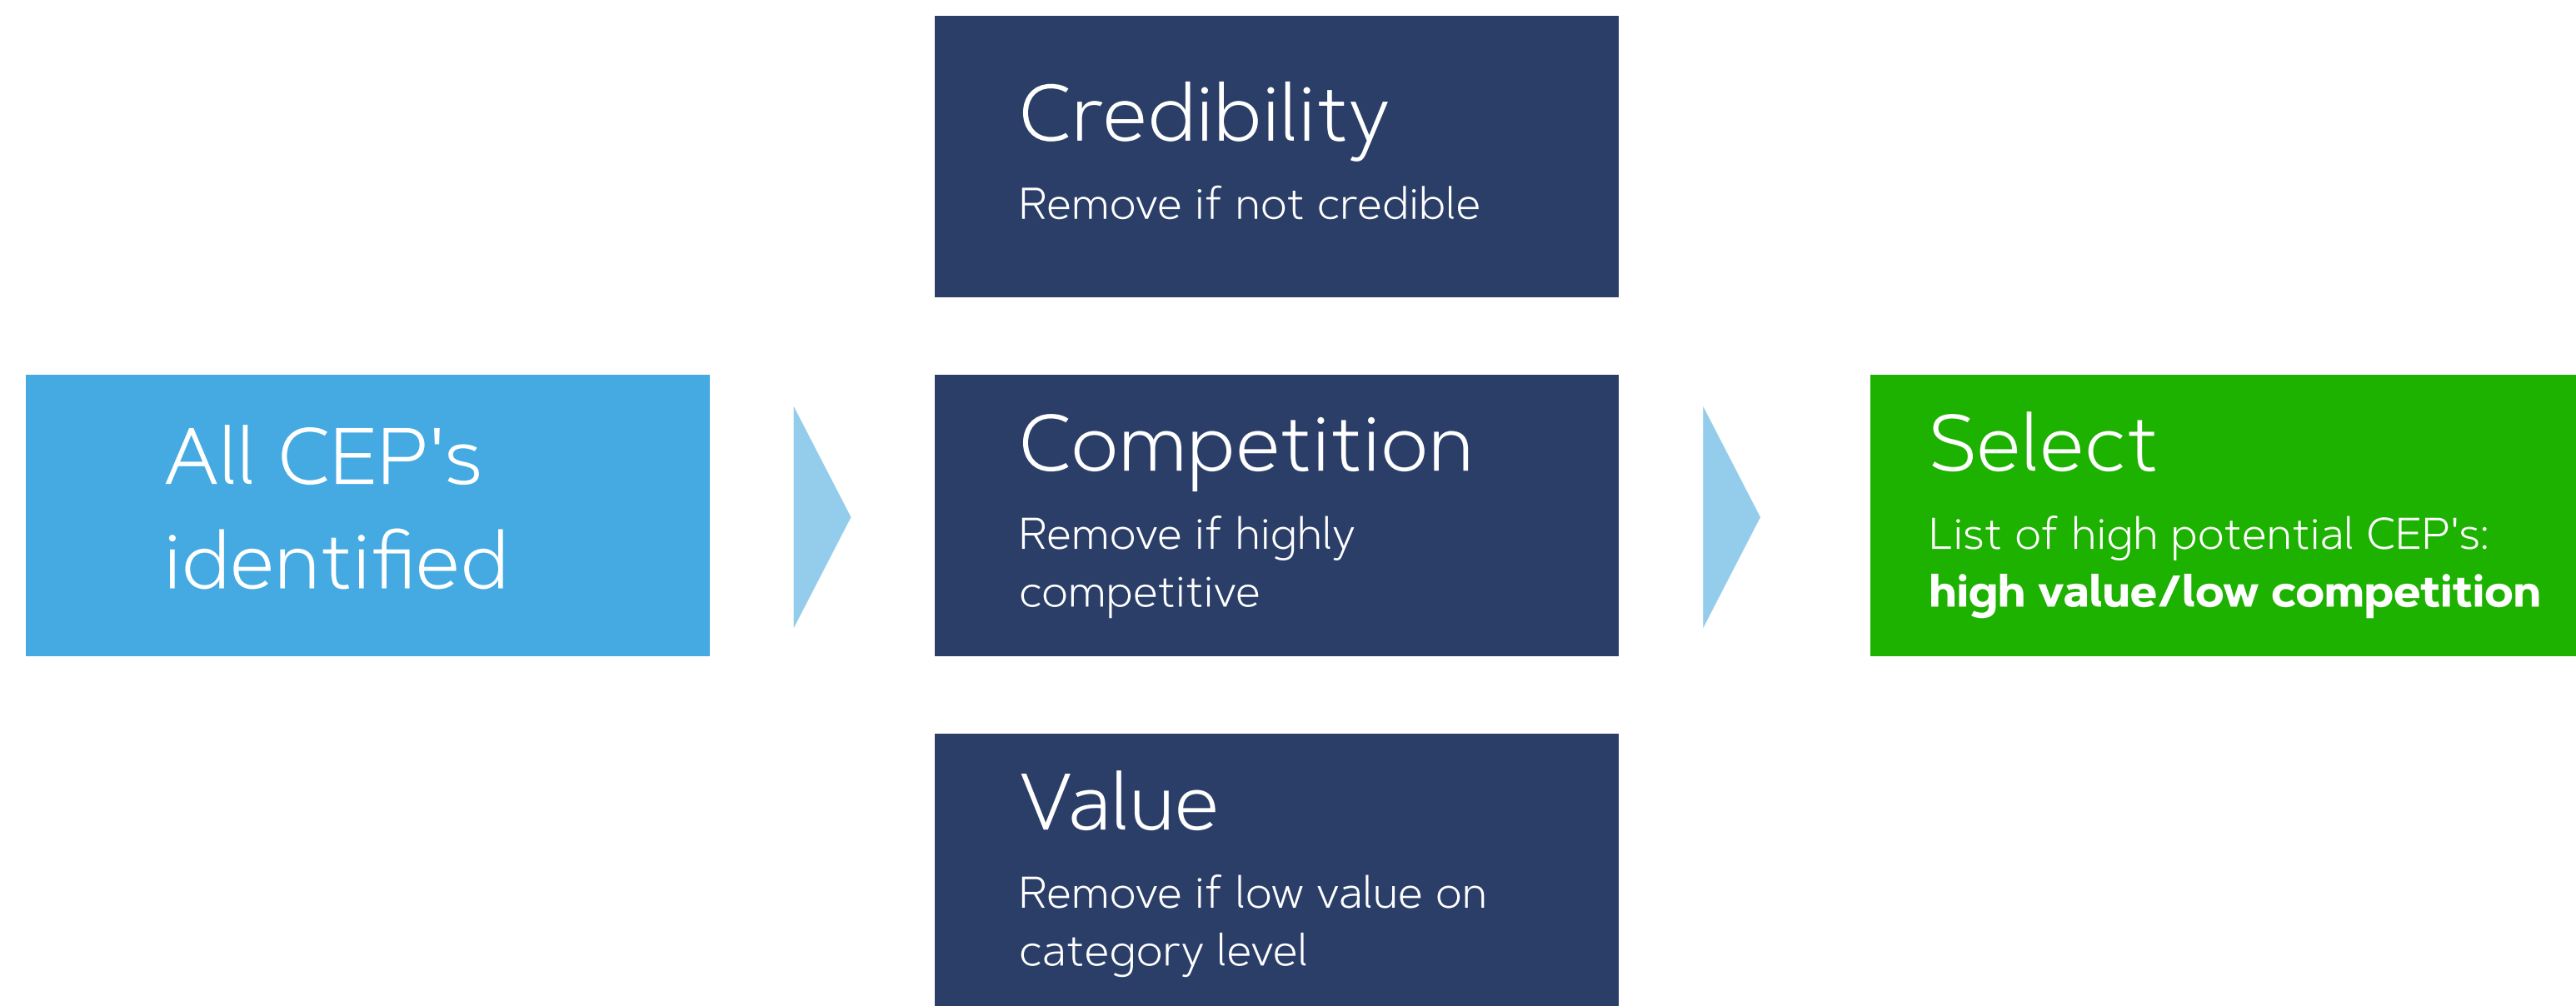 All CEP's
identified
Credibility
Remove if not credible
Competition
Remove if highly
competitive
Value
Remove if low value on
category level
Select
List of high potential CEP's:
high value/low competition